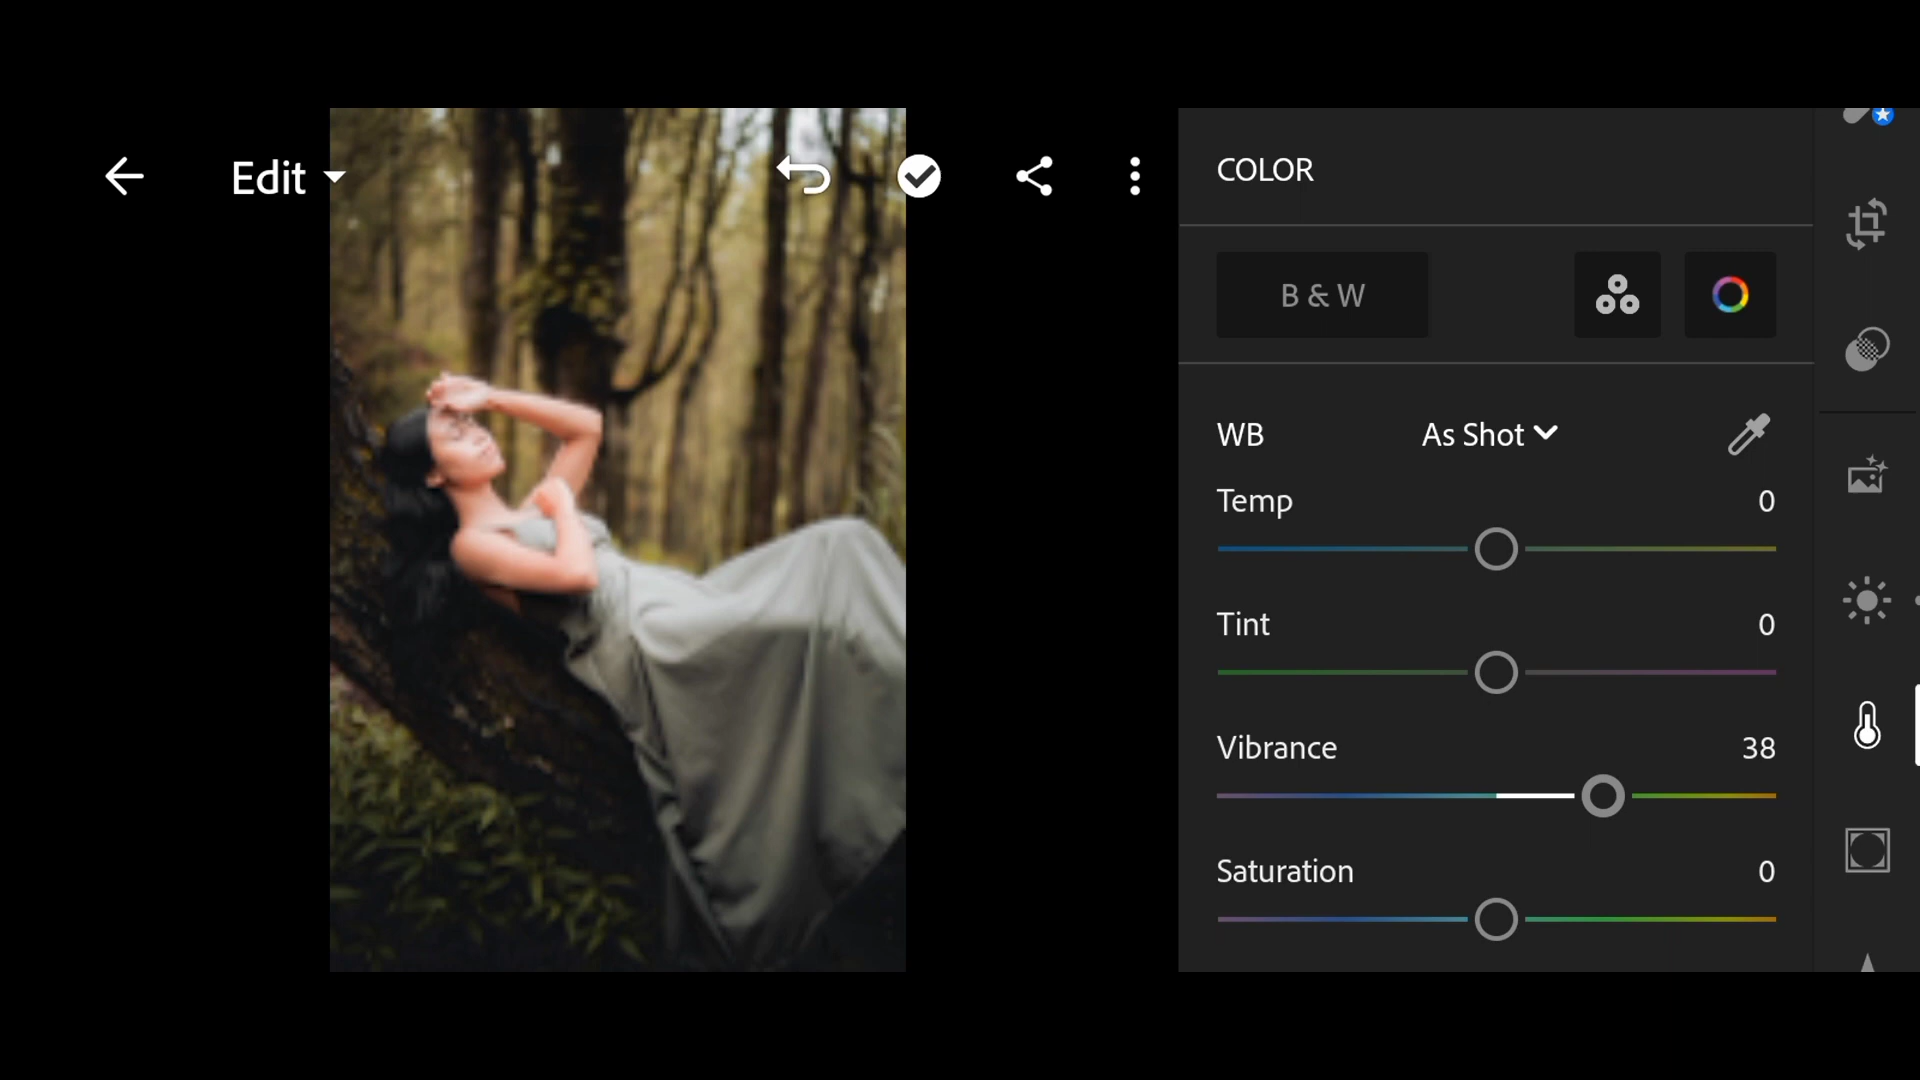 Edit
COLOR
B & W
WB As Shot
Temp 0
Tint 0
Vibrance 38
Saturation 0